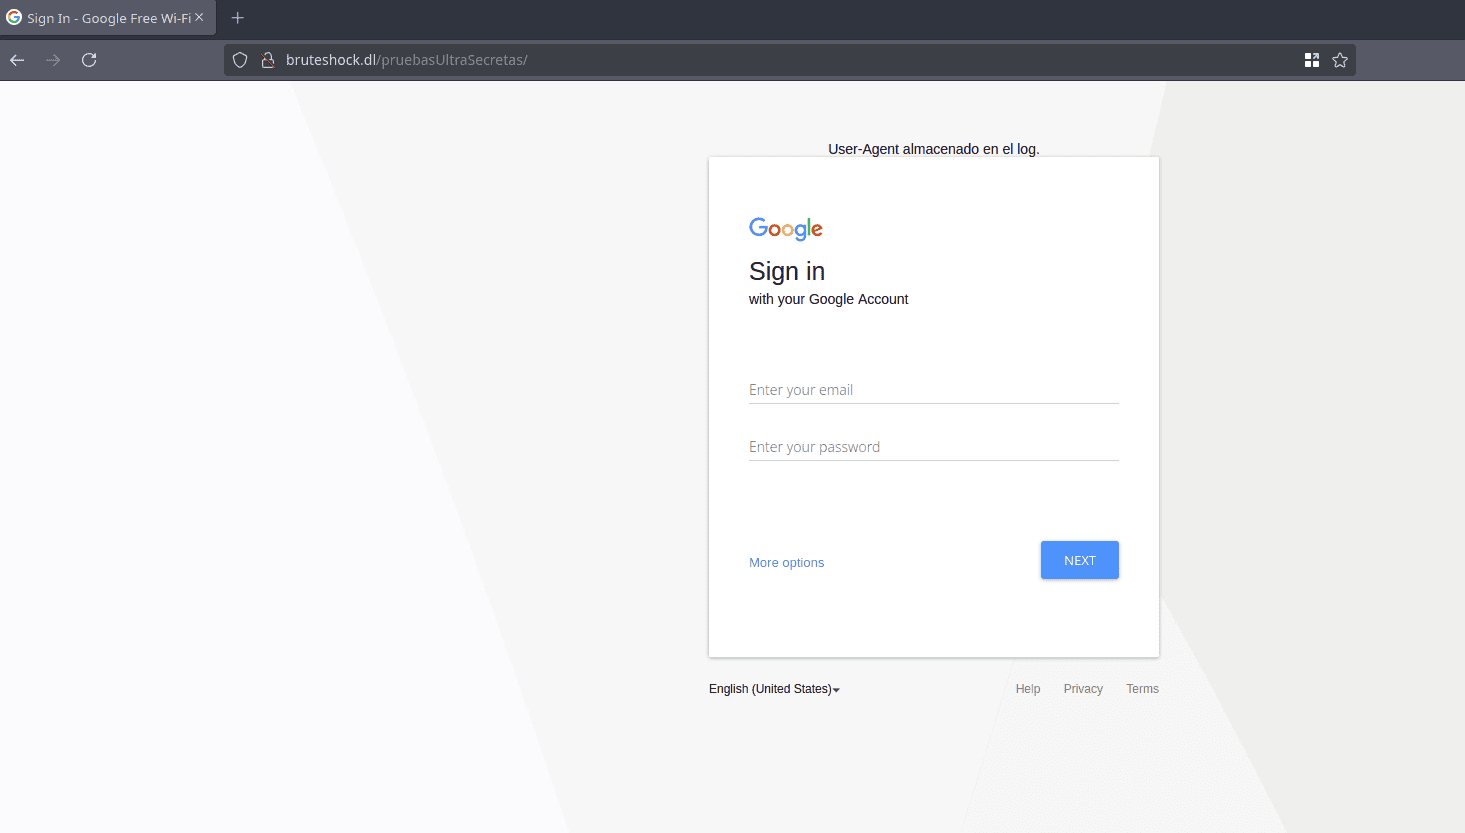 Sign In - Google Free Wi-Fi
bruteshock.dl/pruebasUltraSecretas/
User-Agent almacenado en el log.
Google
Sign in
with your Google Account
Enter your email
Enter your password
More options
NEXT
English (United States)
Help Privacy Terms